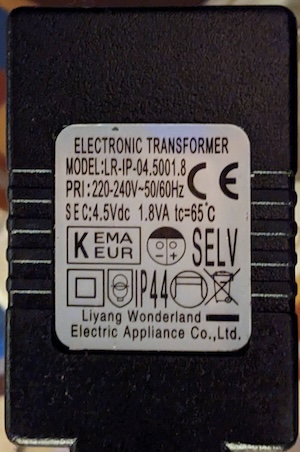 ELECTRONIC TRANSFORMER
MODEL:LR-IP-04.5001.8
PRI:220-240V~50/60Hz CE
SEC:4.5Vdc 1.8VA tc=65°C
K EMA EUR SELV
IP44
Liyang Wonderland
Electric Appliance Co.,Ltd.